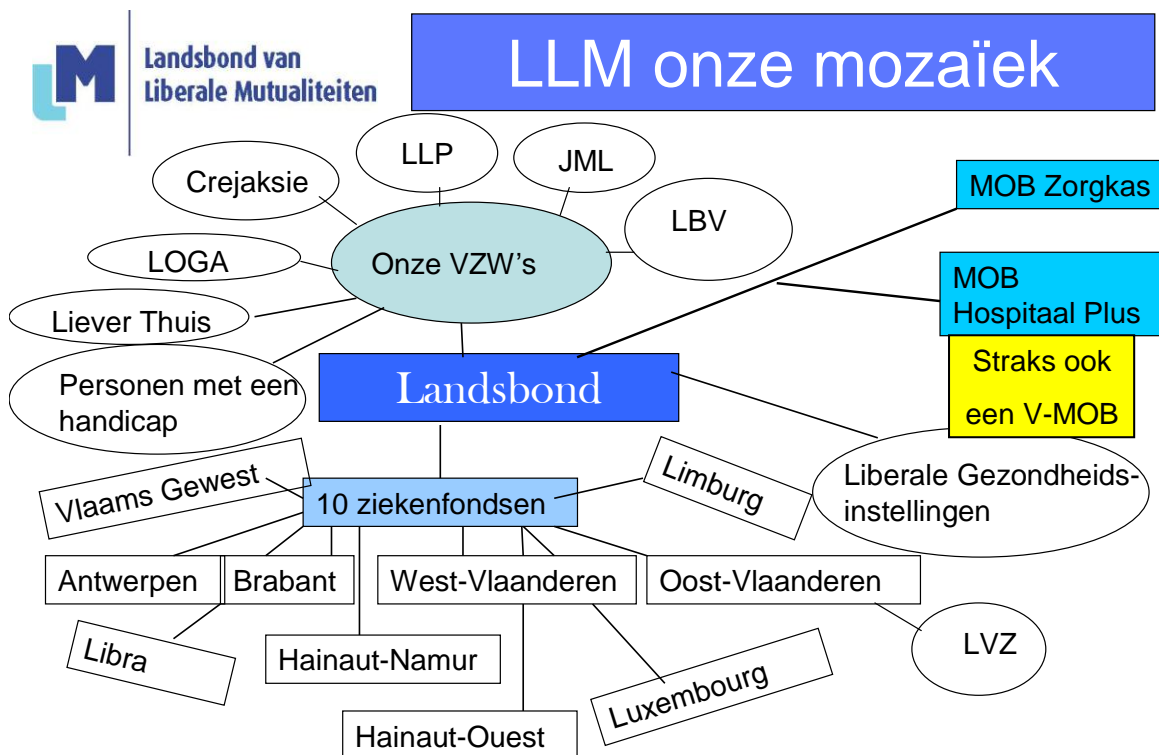 LM
Landsbond van
Liberale Mutualiteiten
LLM onze mozaïek
LLP
JML
Crejaksie
LBV
MOB Zorgkas
LOGA
Onze VZW's
MOB
Hospitaal Plus
Liever Thuis
Straks ook
een V-MOB
Personen met een
handicap
Landsbond
Vlaams Gewest
10 ziekenfondsen
Limburg
Liberale Gezondheids-
instellingen
Antwerpen
Brabant
West-Vlaanderen
Oost-Vlaanderen
Libra
Hainaut-Namur
Luxembourg
LVZ
Hainaut-Ouest